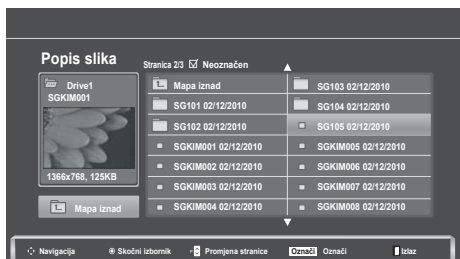 Popis slika
Stranica 2/3 Neoznačen
Drive1
SGKIM001
1366x768, 125KB
Mapa iznad
Mapa iznad
SG101 02/12/2010
SG102 02/12/2010
SGKIM001 02/12/2010
SGKIM002 02/12/2010
SGKIM003 02/12/2010
SGKIM004 02/12/2010
SG103 02/12/2010
SG104 02/12/2010
SG105 02/12/2010
SGKIM005 02/12/2010
SGKIM006 02/12/2010
SGKIM007 02/12/2010
SGKIM008 02/12/2010
Navigacija Skočni izbornik P Promjena stranice Označi Označi Izlaz